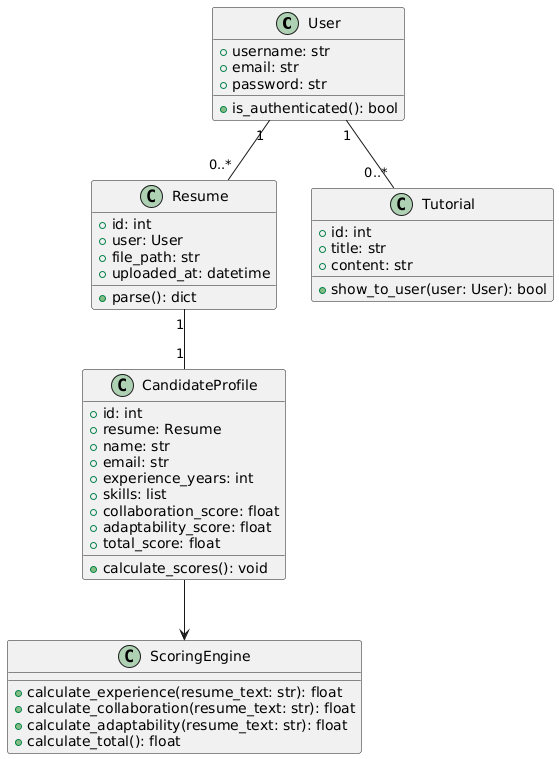 C User
username: str
email: str
password: str
is_authenticated(): bool
1
1
0..*
0..*
C Resume
id: int
user: User
file_path: str
uploaded_at: datetime
parse(): dict
C Tutorial
id: int
title: str
content: str
show_to_user(user: User): bool
1
1
C CandidateProfile
id: int
resume: Resume
name: str
email: str
experience_years: int
skills: list
collaboration_score: float
adaptability_score: float
total_score: float
calculate_scores(): void
C ScoringEngine
calculate_experience(resume_text: str): float
calculate_collaboration(resume_text: str): float
calculate_adaptability(resume_text: str): float
calculate_total(): float